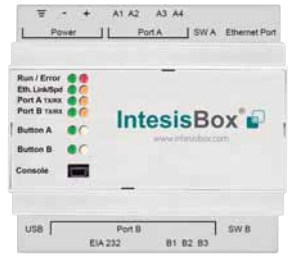 - +
A1 A2 A3 A4
Power Port A SW A Ethernet Port
Run / Error
Eth. Link/Spd
Port A TX/RX
Port B TX/RX
Button A
Button B
Console
IntesisBox®
www.intesisbox.com
USB Port B SW B
EIA 232 B1 B2 B3